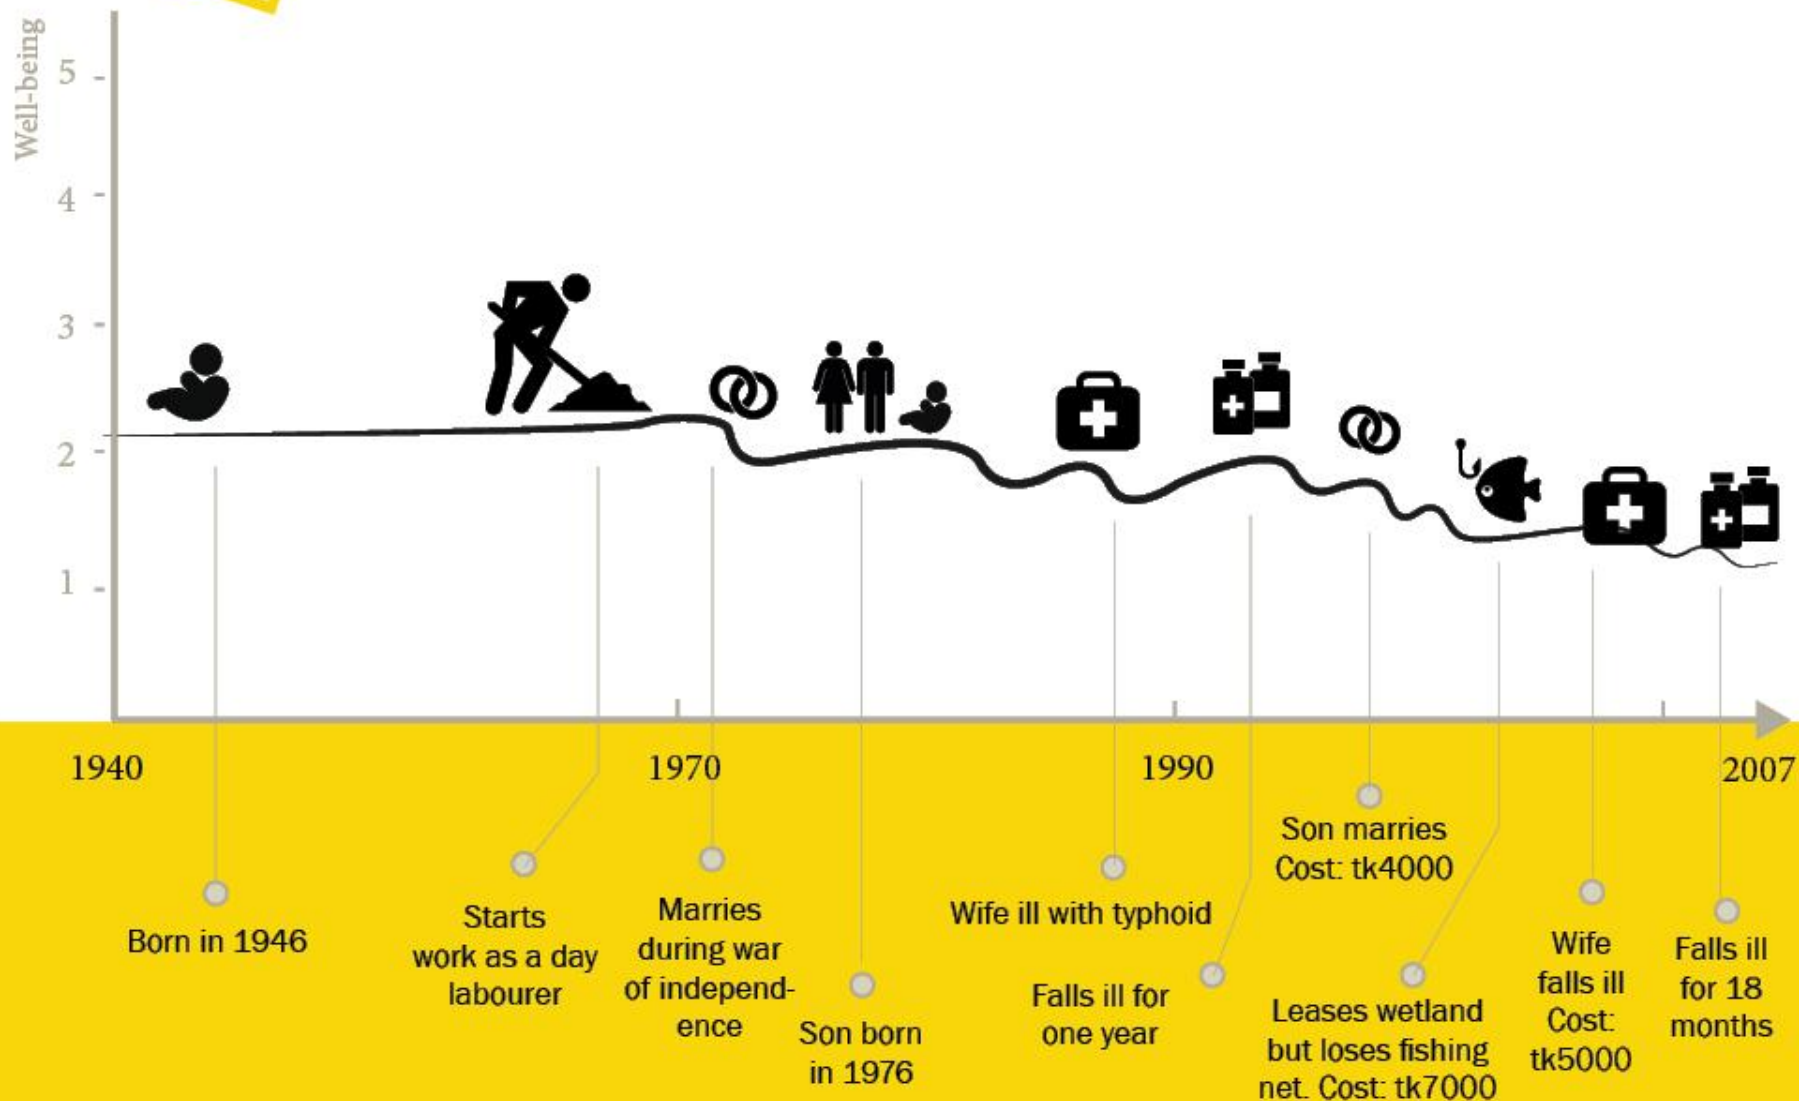 Well-being
5
4
3
2
1
1940
1970
1990
2007
Born in 1946
Starts
work as a day
labourer
Marries
during war
of independ-
ence
Son born
in 1976
Wife ill with typhoid
Falls ill for
one year
Son marries
Cost: tk4000
Leases wetland
but loses fishing
net. Cost: tk7000
Wife
falls ill
Cost:
tk5000
Falls ill
for 18
months